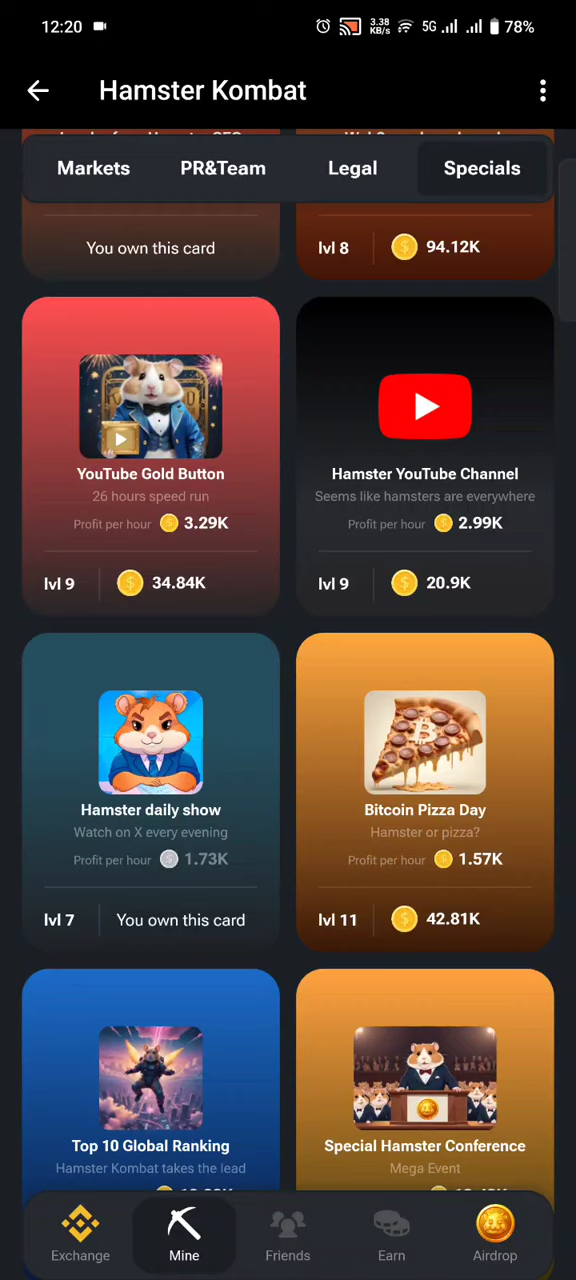 12:20
3.38 KB/s
5G
78%
Hamster Kombat
Markets
PR&Team
Legal
Specials
You own this card
lvl 8
94.12K
YouTube Gold Button
26 hours speed run
Profit per hour 3.29K
lvl 9
34.84K
Hamster YouTube Channel
Seems like hamsters are everywhere
Profit per hour 2.99K
lvl 9
20.9K
Hamster daily show
Watch on X every evening
Profit per hour 1.73K
lvl 7
You own this card
Bitcoin Pizza Day
Hamster or pizza?
Profit per hour 1.57K
lvl 11
42.81K
Top 10 Global Ranking
Hamster Kombat takes the lead
Special Hamster Conference
Mega Event
Exchange
Mine
Friends
Earn
Airdrop